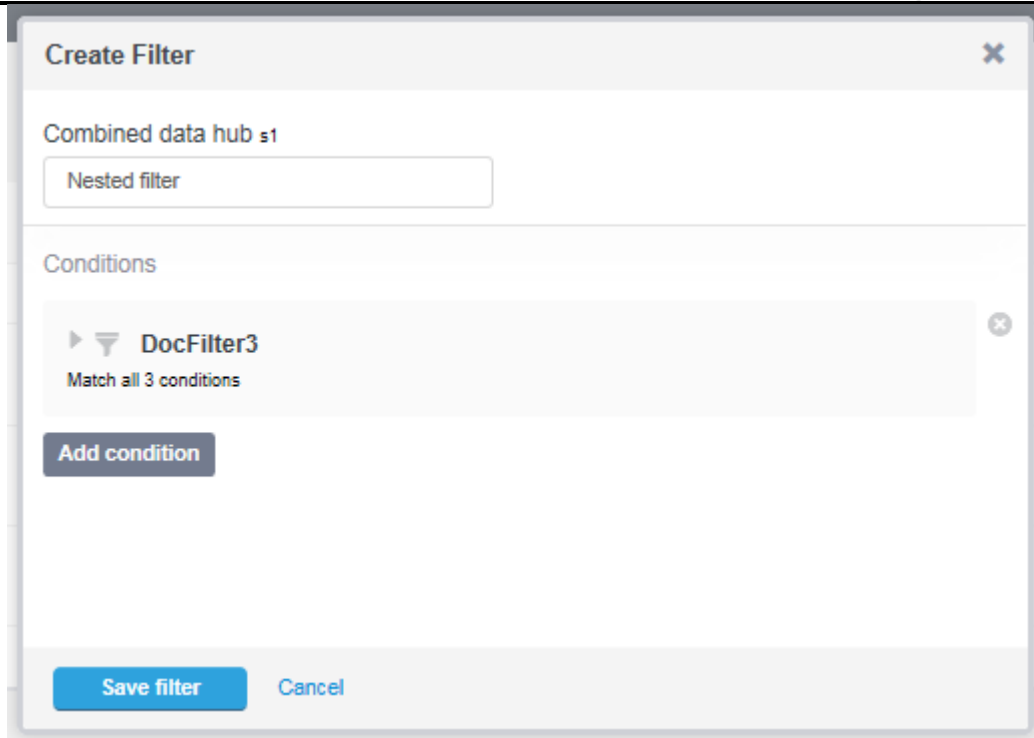 Create Filter
Combined data hub s1
Nested filter
Conditions
DocFilter3
Match all 3 conditions
Add condition
Save filter Cancel